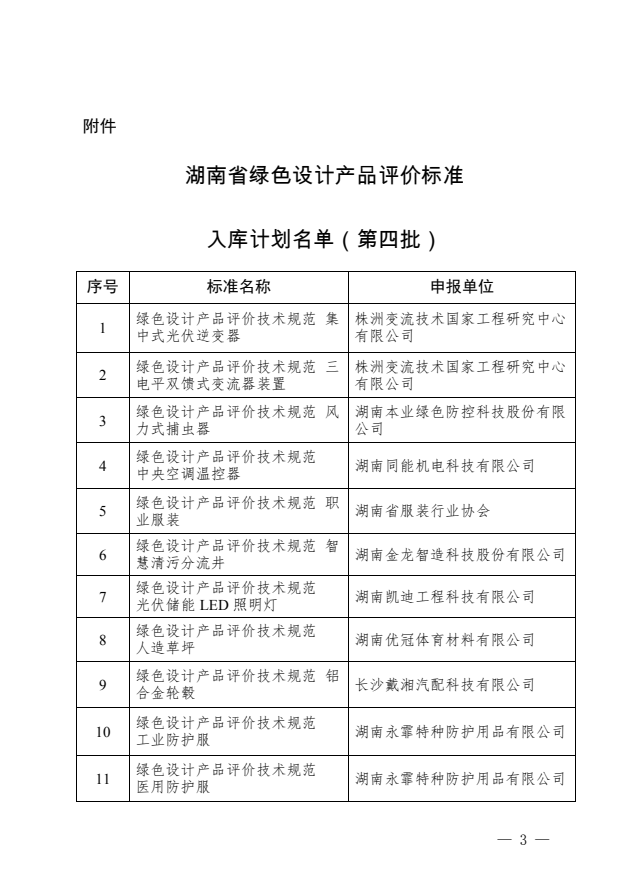 附件
湖南省绿色设计产品评价标准
入库计划名单（第四批）
序号 标准名称 申报单位
1 绿色设计产品评价技术规范 集 株洲变流技术国家工程研究中心
中式光伏逆变器 有限公司
2 绿色设计产品评价技术规范 三 株洲变流技术国家工程研究中心
电平双馈式变流器装置 有限公司
3 绿色设计产品评价技术规范 风 湖南本业绿色防控科技股份有限
力式捕虫器 公司
4 绿色设计产品评价技术规范 湖南同能机电科技有限公司
中央空调温控器
5 绿色设计产品评价技术规范 职 湖南省服装行业协会
业服装
6 绿色设计产品评价技术规范 智 湖南金龙智造科技股份有限公司
慧清污分流井
7 绿色设计产品评价技术规范 湖南凯迪工程科技有限公司
光伏储能 LED 照明灯
8 绿色设计产品评价技术规范 湖南优冠体育材料有限公司
人造草坪
9 绿色设计产品评价技术规范 铝 长沙戴湘汽配科技有限公司
合金轮毂
10 绿色设计产品评价技术规范 湖南永霏特种防护用品有限公司
工业防护服
11 绿色设计产品评价技术规范 湖南永霏特种防护用品有限公司
医用防护服
— 3 —